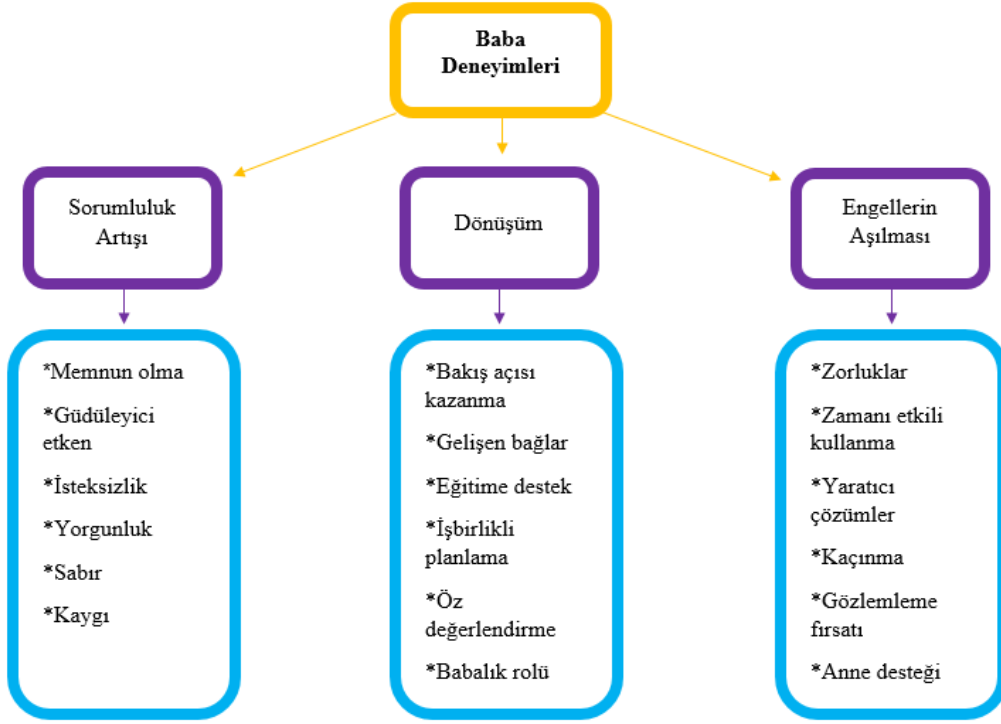 Baba
Deneyimleri
Sorumluluk
Artışı
Dönüşüm
Engellerin
Aşılması
*Memnun olma
*Güdüleyici
etken
*İsteksizlik
*Yorgunluk
*Sabır
*Kaygı
*Bakış açısı
kazanma
*Gelişen bağlar
*Eğitime destek
*İşbirlikli
planlama
*Öz
değerlendirme
*Babalık rolü
*Zorluklar
*Zamanı etkili
kullanma
*Yaratıcı
çözümler
*Kaçınma
*Gözlemleme
fırsatı
*Anne desteği